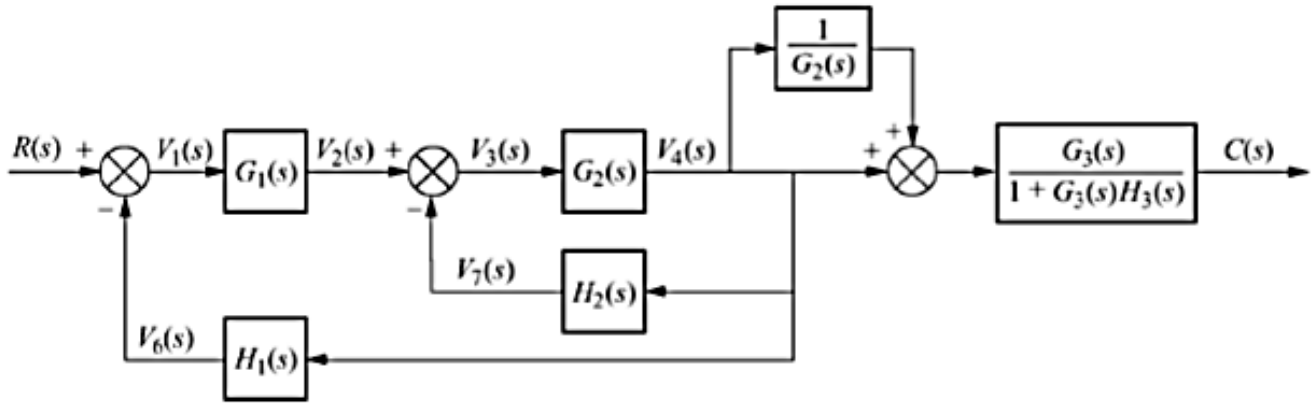 1
G₂(s)
R(s) + V₁(s) G₁(s) V₂(s) + V₃(s) G₂(s) V₄(s) + + G₃(s) C(s)
1 + G₃(s)H₃(s)
− −
V₇(s) H₂(s)
V₆(s) H₁(s)